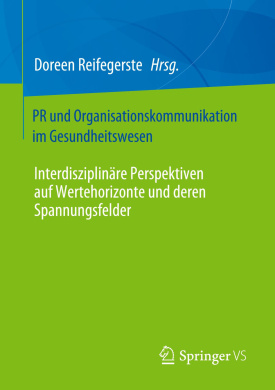 Doreen Reifegerste Hrsg.
PR und Organisationskommunikation
im Gesundheitswesen
Interdisziplinäre Perspektiven
auf Wertehorizonte und deren
Spannungsfelder
Springer VS